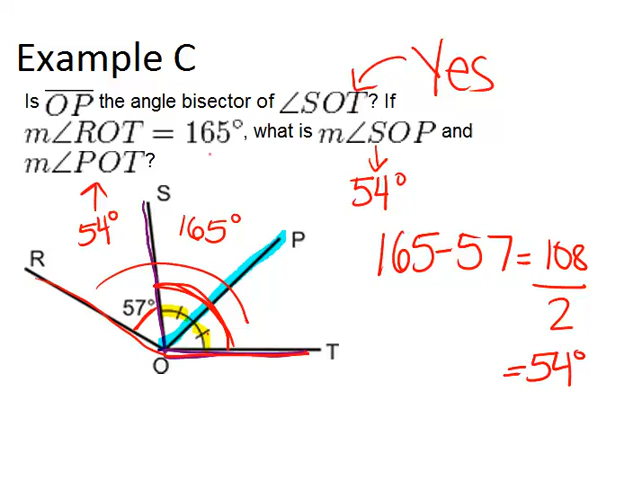 Example C
Yes
Is OP the angle bisector of ∠SOT? If
m∠ROT = 165°, what is m∠SOP and
m∠POT?
54°
54°
S
165°
P
R
57°
O
T
165-57 = 108
2
= 54°